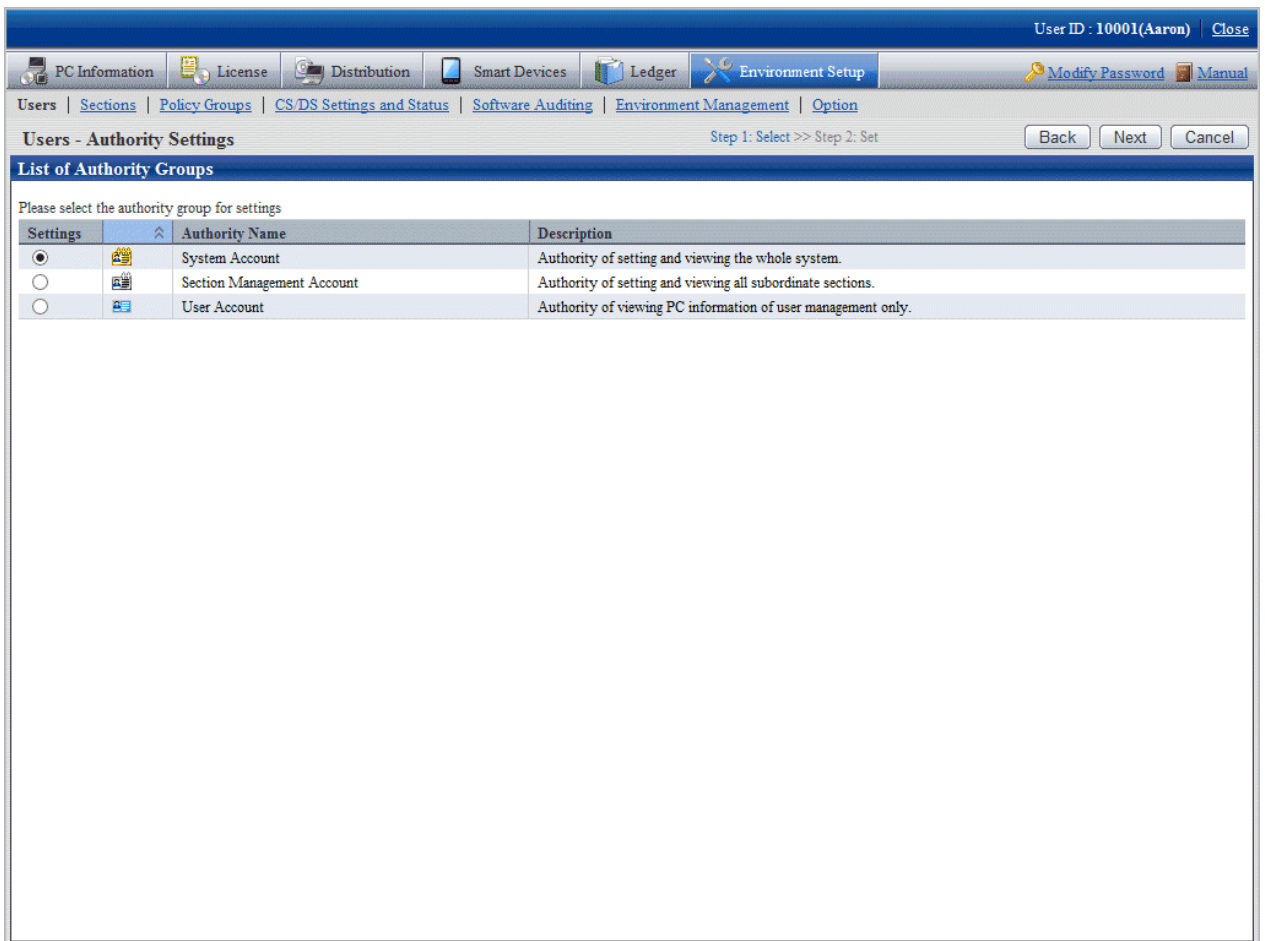 User ID : 10001(Aaron) Close
PC Information License Distribution Smart Devices Ledger Environment Setup Modify Password Manual
Users | Sections | Policy Groups | CS/DS Settings and Status | Software Auditing | Environment Management | Option
Users - Authority Settings Step 1: Select >> Step 2: Set Back Next Cancel
List of Authority Groups
Please select the authority group for settings
Settings Authority Name Description
System Account Authority of setting and viewing the whole system.
Section Management Account Authority of setting and viewing all subordinate sections.
User Account Authority of viewing PC information of user management only.